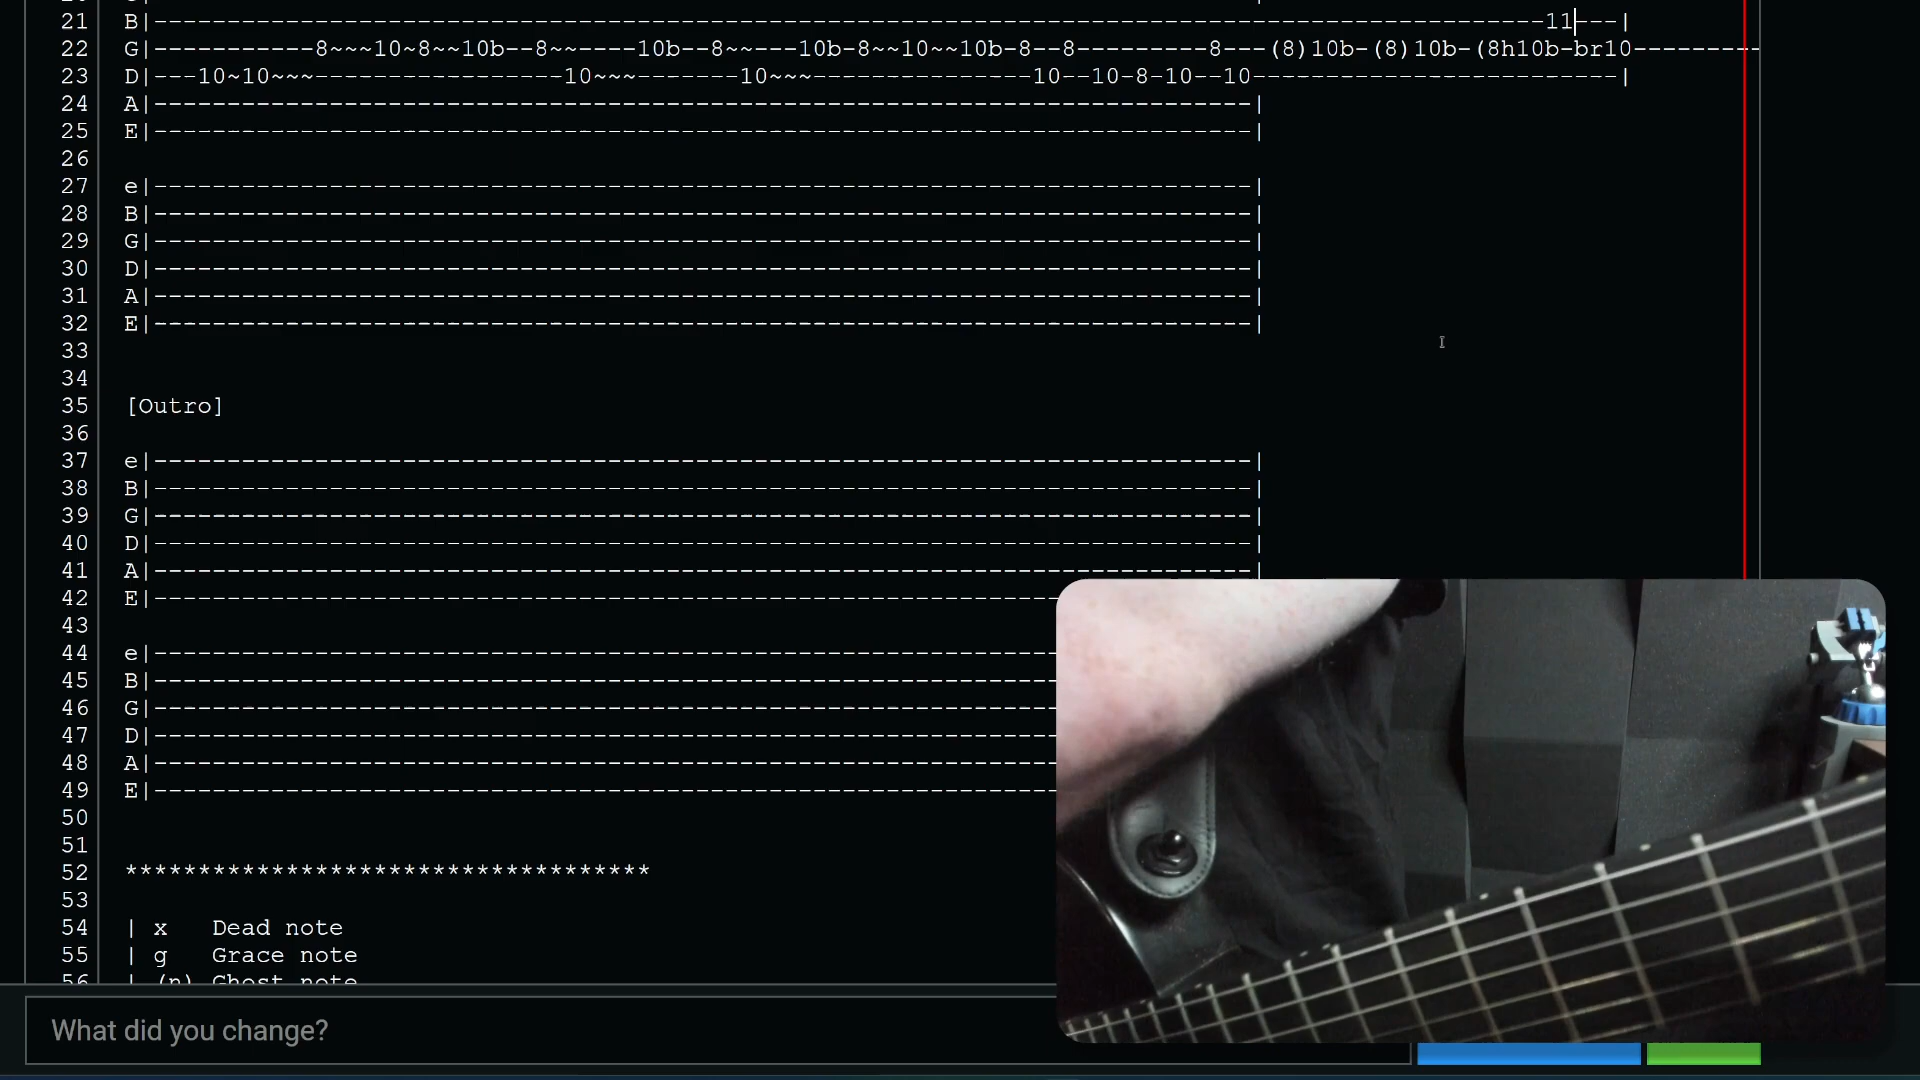 21 B|-----------------------------------------------------------------------------------------------11---|
22 G|-----------8~~~10~8~~10b--8~~----10b--8~~---10b-8~~10~~10b-8--8---------8---(8)10b-(8)10b-(8h10b-br10---------
23 D|---10~10~~~-----------------10~~~-------10~~~---------------10--10-8-10--10-------------------------|
24 A|---------------------------------------------------------------------------|
25 E|---------------------------------------------------------------------------|
26
27 e|---------------------------------------------------------------------------|
28 B|---------------------------------------------------------------------------|
29 G|---------------------------------------------------------------------------|
30 D|---------------------------------------------------------------------------|
31 A|---------------------------------------------------------------------------|
32 E|---------------------------------------------------------------------------|
33
34
35 [Outro]
36
37 e|---------------------------------------------------------------------------|
38 B|---------------------------------------------------------------------------|
39 G|---------------------------------------------------------------------------|
40 D|---------------------------------------------------------------------------|
41 A|---------------------------------------------------------------------------|
42 E|-------------------------------------------------------------
43
44 e|-------------------------------------------------------------
45 B|-------------------------------------------------------------
46 G|-------------------------------------------------------------
47 D|-------------------------------------------------------------
48 A|-------------------------------------------------------------
49 E|-------------------------------------------------------------
50
51
52 ************************************
53
54 | x   Dead note
55 | g   Grace note
56 | (n) Ghost note
What did you change?